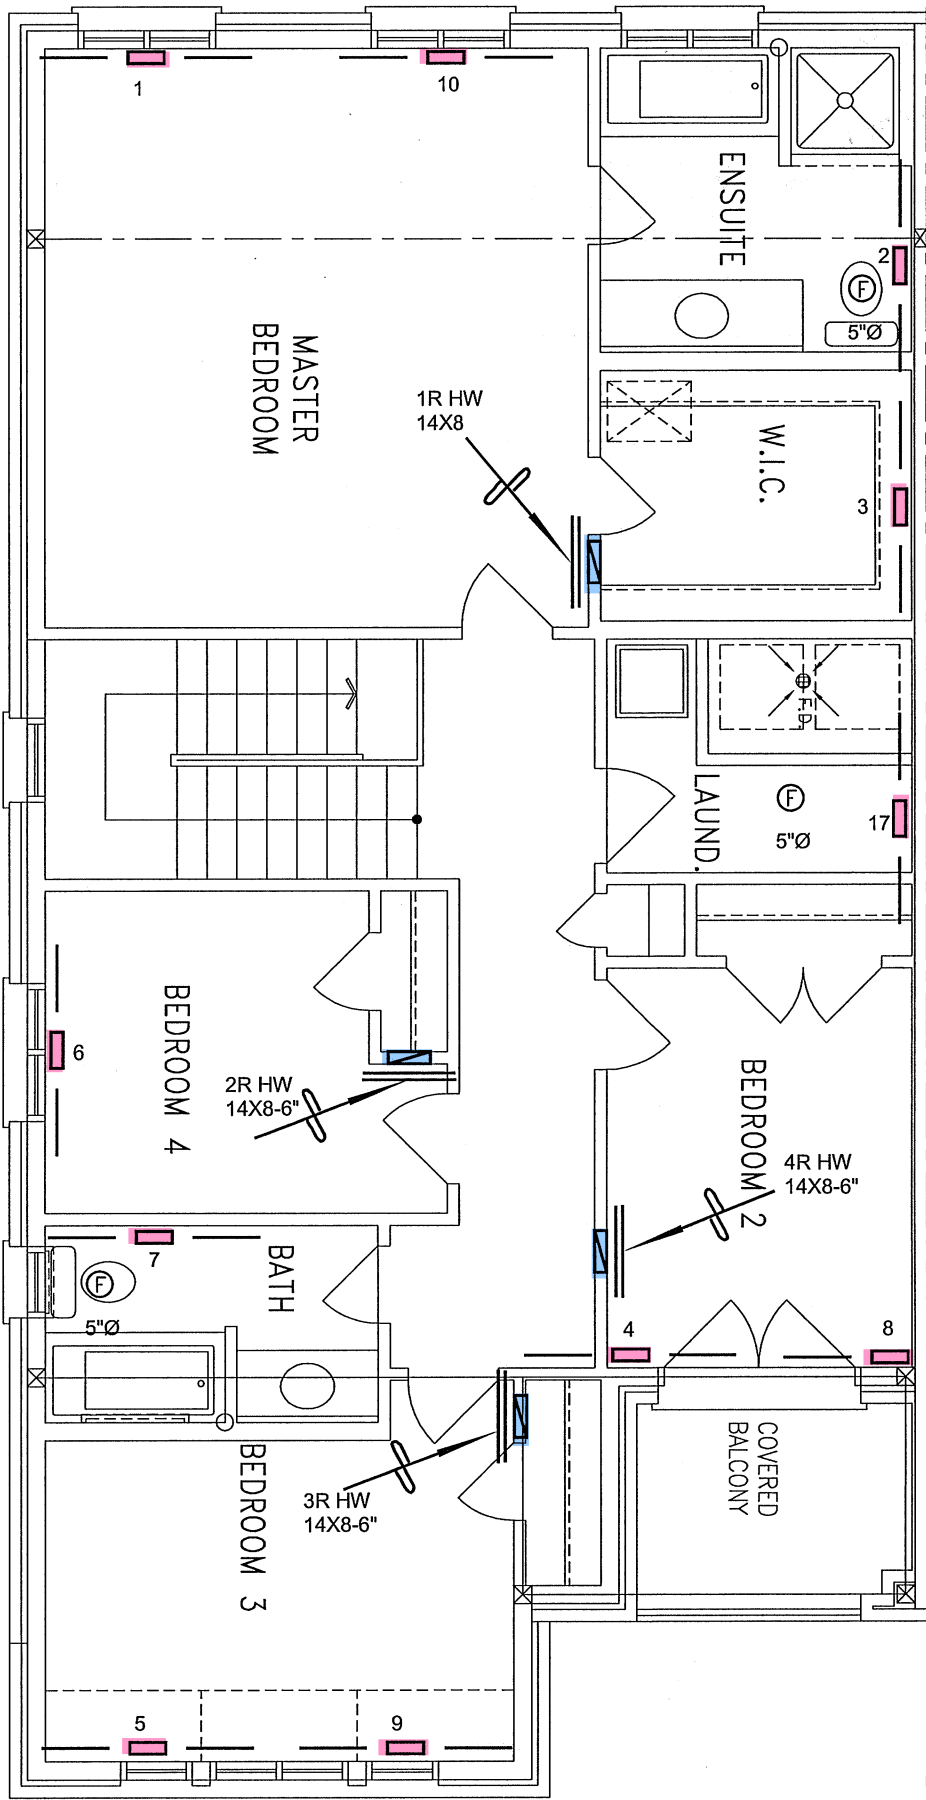 1
10
ENSUITE
2
F
5"Ø
MASTER
BEDROOM
1R HW
14X8
W.I.C.
3
F.D.
LAUND.
F
5"Ø
17
BEDROOM 4
6
2R HW
14X8-6"
BEDROOM 2
4R HW
14X8-6"
7
BATH
F
5"Ø
4
8
COVERED
BALCONY
BEDROOM 3
3R HW
14X8-6"
5
9